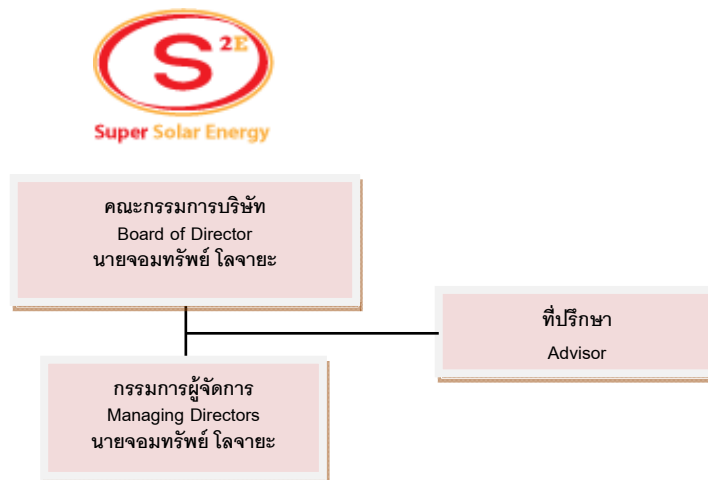 S 2E
Super Solar Energy
คณะกรรมการบริษัท
Board of Director
นายจอมทรัพย์ โลจายะ
ที่ปรึกษา
Advisor
กรรมการผู้จัดการ
Managing Directors
นายจอมทรัพย์ โลจายะ